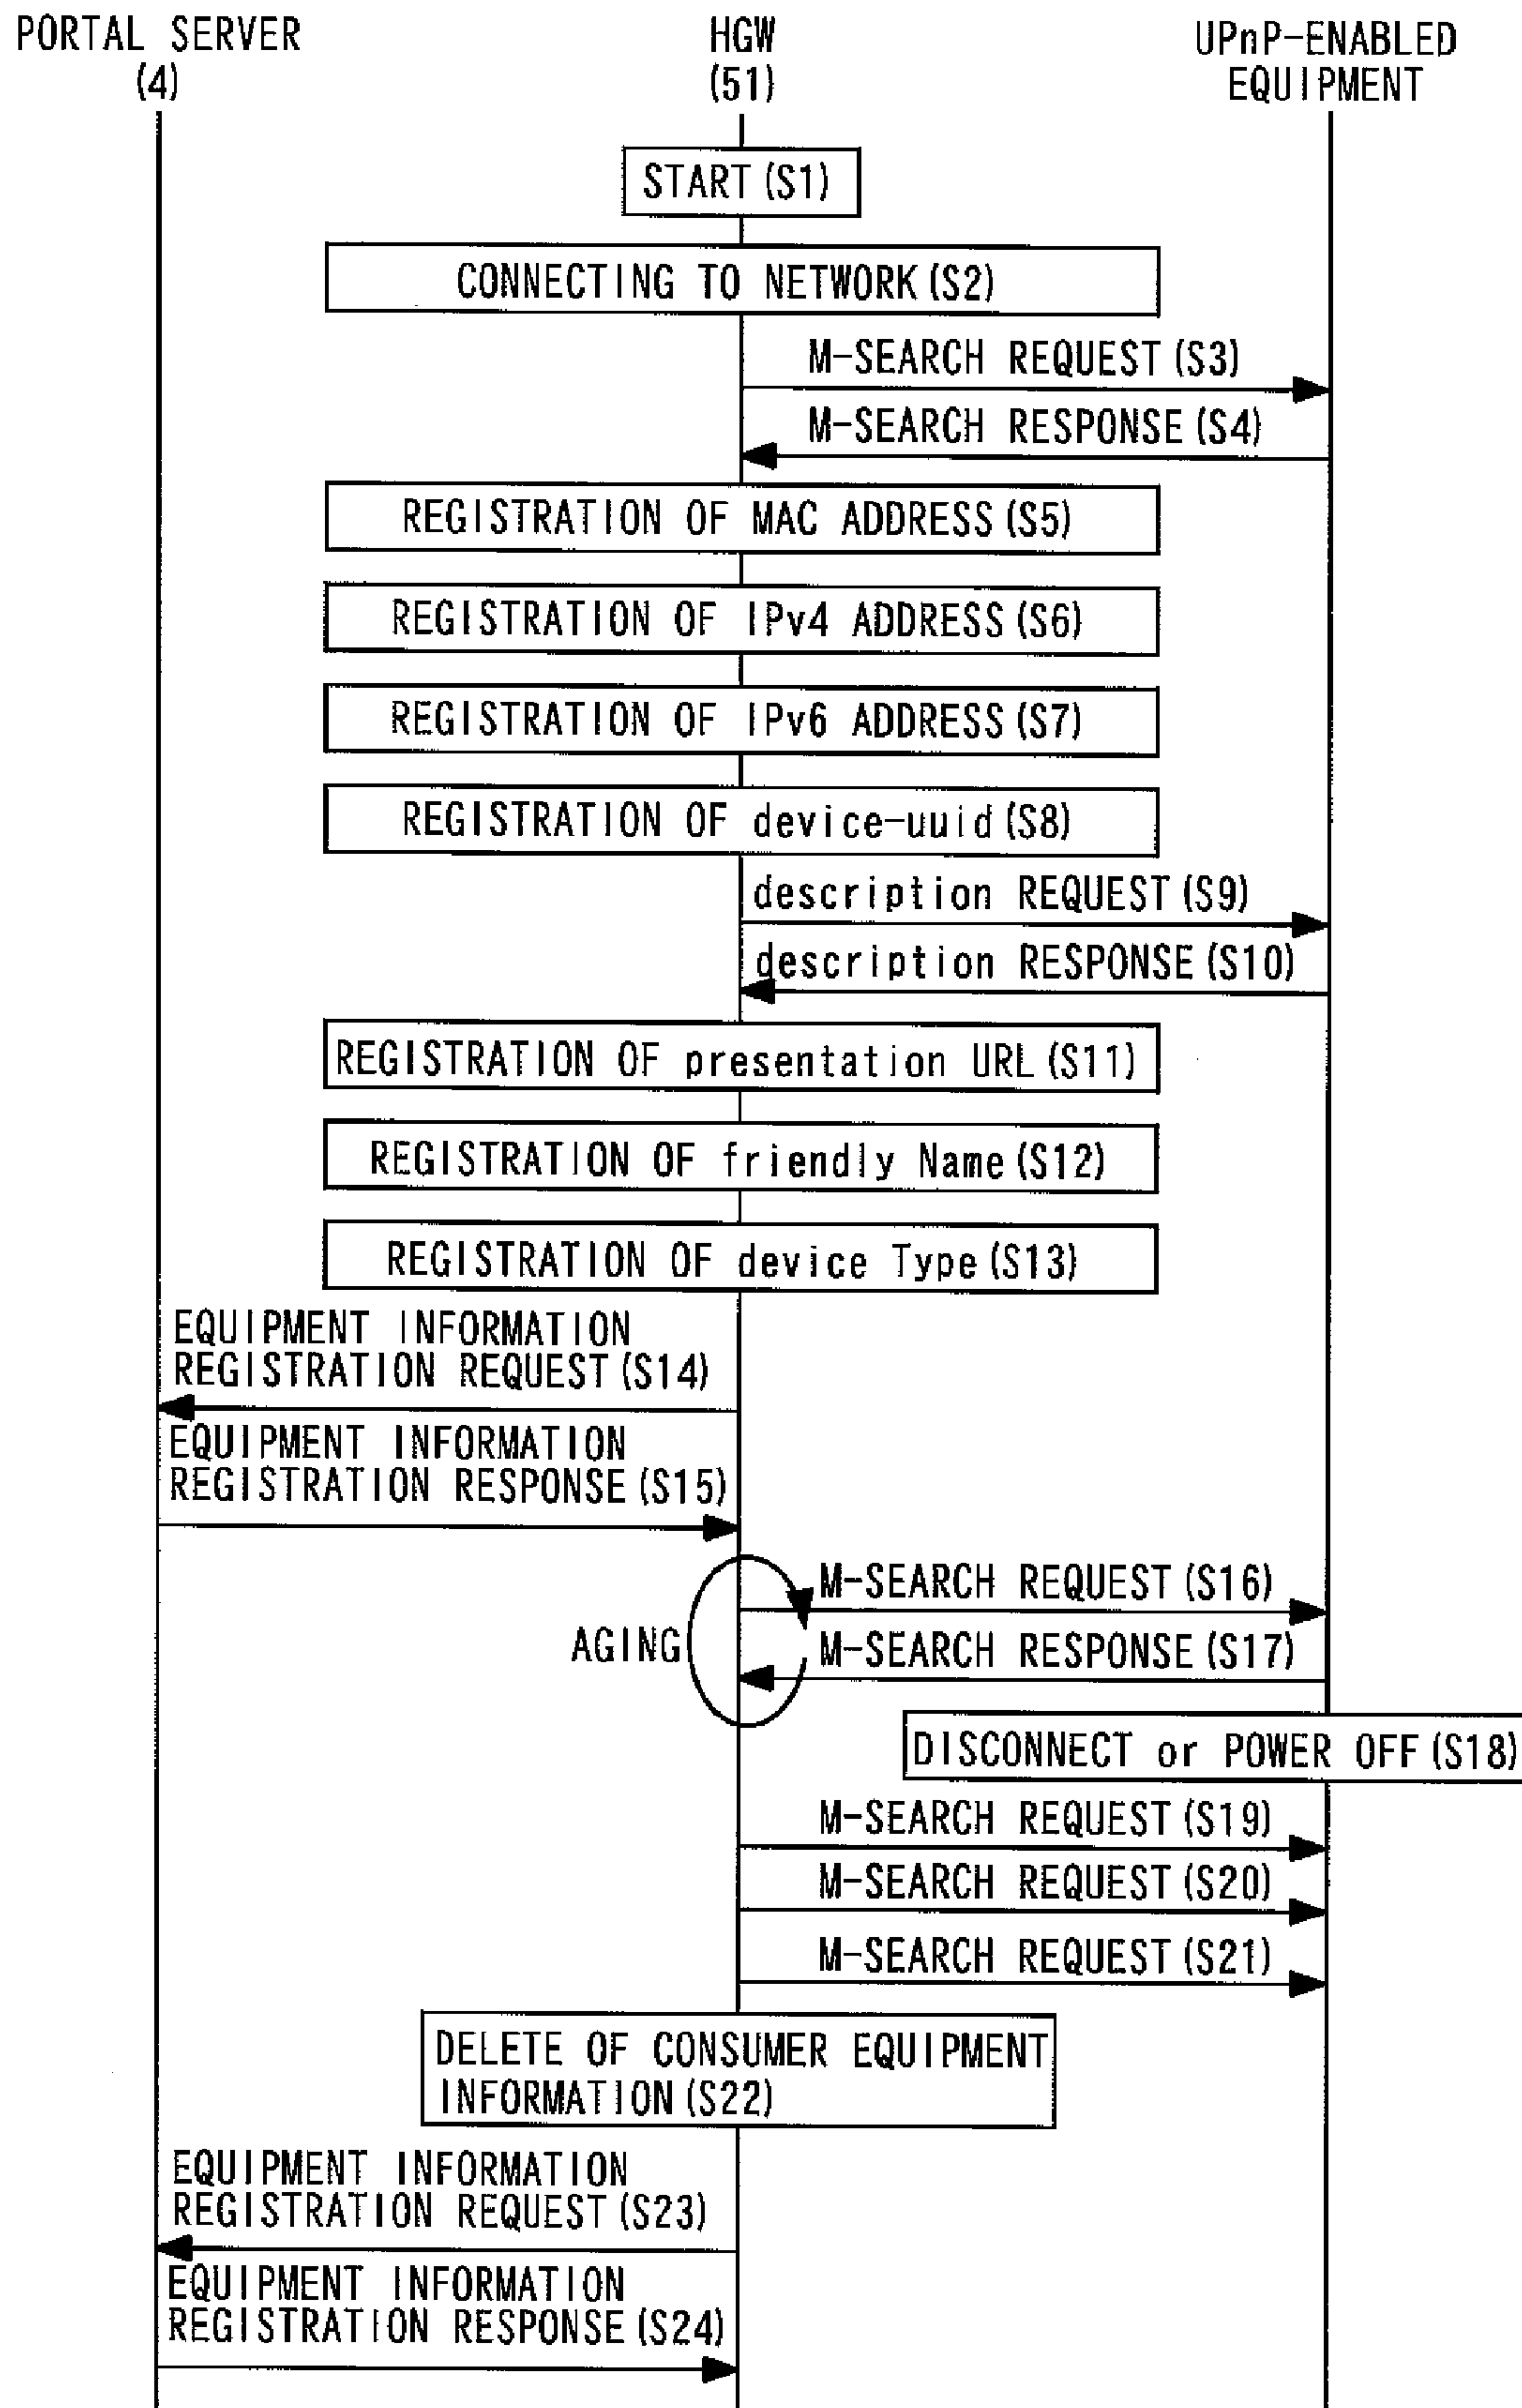 PORTAL SERVER
(4)
HGW
(51)
UPnP-ENABLED
EQUIPMENT
START(S1)
CONNECTING TO NETWORK(S2)
M-SEARCH REQUEST(S3)
M-SEARCH RESPONSE(S4)
REGISTRATION OF MAC ADDRESS(S5)
REGISTRATION OF IPv4 ADDRESS(S6)
REGISTRATION OF IPv6 ADDRESS(S7)
REGISTRATION OF device-uuid(S8)
description REQUEST(S9)
description RESPONSE(S10)
REGISTRATION OF presentation URL(S11)
REGISTRATION OF friendly Name(S12)
REGISTRATION OF device Type(S13)
EQUIPMENT INFORMATION
REGISTRATION REQUEST(S14)
EQUIPMENT INFORMATION
REGISTRATION RESPONSE(S15)
M-SEARCH REQUEST(S16)
AGING
M-SEARCH RESPONSE(S17)
DISCONNECT or POWER OFF(S18)
M-SEARCH REQUEST(S19)
M-SEARCH REQUEST(S20)
M-SEARCH REQUEST(S21)
DELETE OF CONSUMER EQUIPMENT
INFORMATION(S22)
EQUIPMENT INFORMATION
REGISTRATION REQUEST(S23)
EQUIPMENT INFORMATION
REGISTRATION RESPONSE(S24)